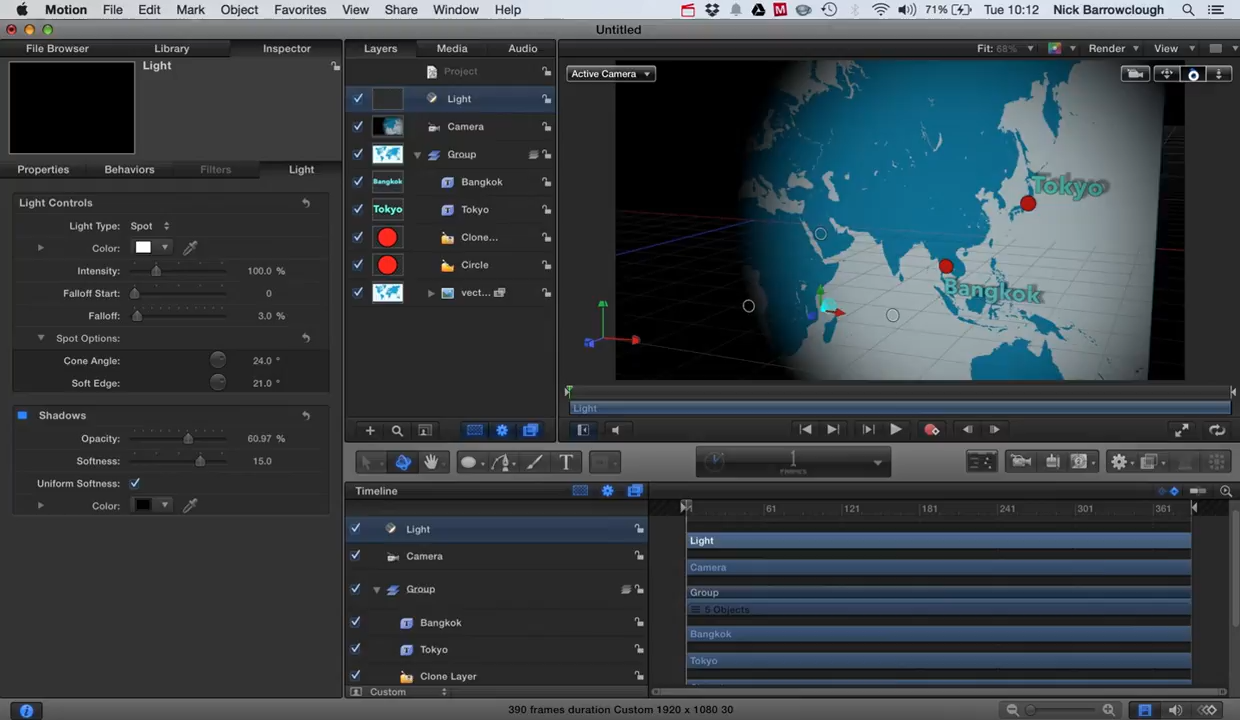 Motion File Edit Mark Object Favorites View Share Window Help 71% Tue 10:12 Nick Barrowclough
Untitled
File Browser Library Inspector Layers Media Audio Fit: 68% Render View
Light
Project
Active Camera
Light
Camera
Properties Behaviors Filters Light
Group
Bangkok Bangkok
Tokyo Tokyo
Clone...
Circle
vect...
Tokyo
Bangkok
Light Controls
Light Type: Spot
Color:
Intensity: 100.0 %
Falloff Start: 0
Falloff: 3.0 %
Spot Options:
Cone Angle: 24.0 °
Soft Edge: 21.0 °
Shadows
Opacity: 60.97 %
Softness: 15.0
Uniform Softness:
Color:
Light
1
FRAMES
T
Timeline
1 61 121 181 241 301 361
Light Light
Camera Camera
Group Group
5 Objects
Bangkok Bangkok
Tokyo Tokyo
Clone Layer
Custom
390 frames duration Custom 1920 x 1080 30